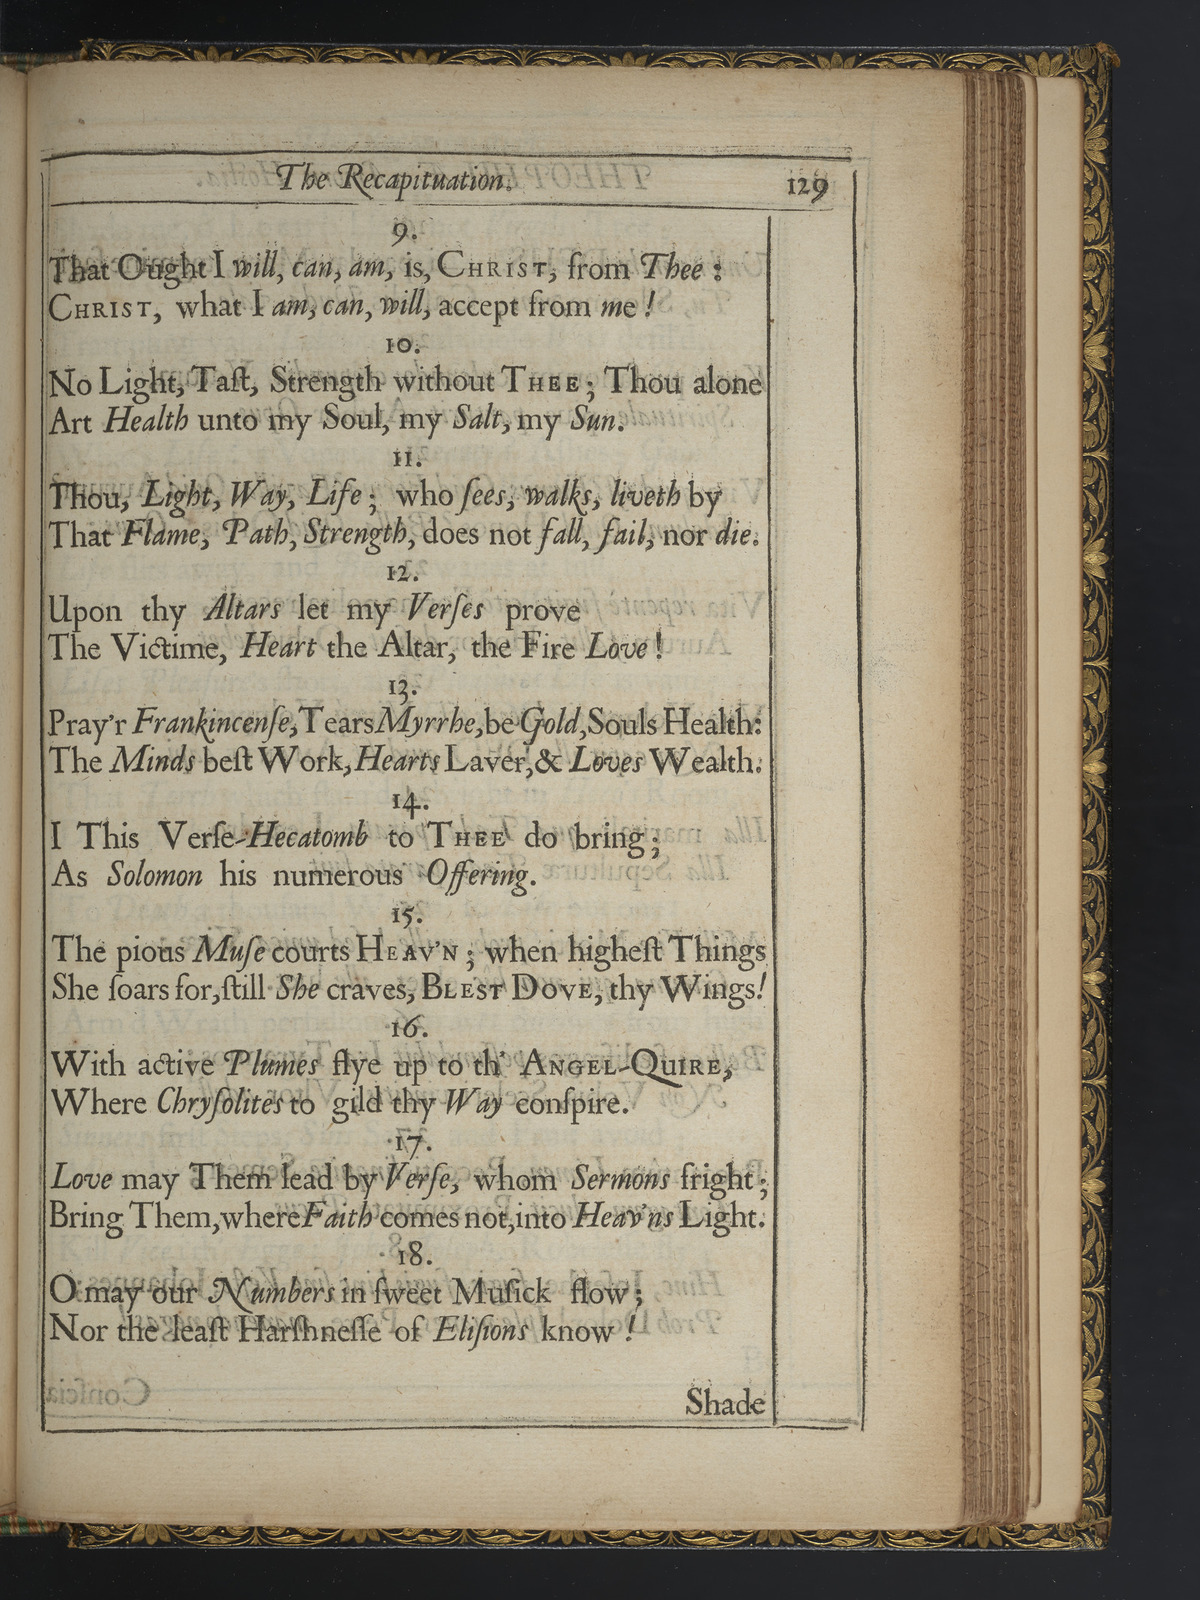 The Recapituation. 129
9.
That Ought I will, can, am, is, CHRIST, from Thee :
CHRIST, what I am, can, will, accept from me !
10.
No Light, Taſt, Strength without THEE; Thou alone
Art Health unto my Soul, my Salt, my Sun.
11.
Thou, Light, Way, Life ; who ſees, walks, liveth by
That Flame, Path, Strength, does not fall, fail, nor die.
12.
Upon thy Altars let my Verſes prove
The Victime, Heart the Altar, the Fire Love !
13.
Pray'r Frankincenſe, Tears Myrrhe, be Gold, Souls Health:
The Minds beſt Work, Hearts Laver, & Loves Wealth.
14.
I This Verſe-Hecatomb to THEE do bring ;
As Solomon his numerous Offering.
15.
The pious Muſe courts HEAV'N ; when higheſt Things
She ſoars for, ſtill She craves, BLEST DOVE, thy Wings!
16.
With active Plumes flye up to th' ANGEL-QUIRE,
Where Chryſolites to gild thy Way conſpire.
17.
Love may Them lead by Verſe, whom Sermons fright ;
Bring Them, where Faith comes not, into Heav'ns Light.
18.
O may our Numbers in ſweet Muſick flow ;
Nor the leaſt Harſhneſſe of Eliſions know !
Shade